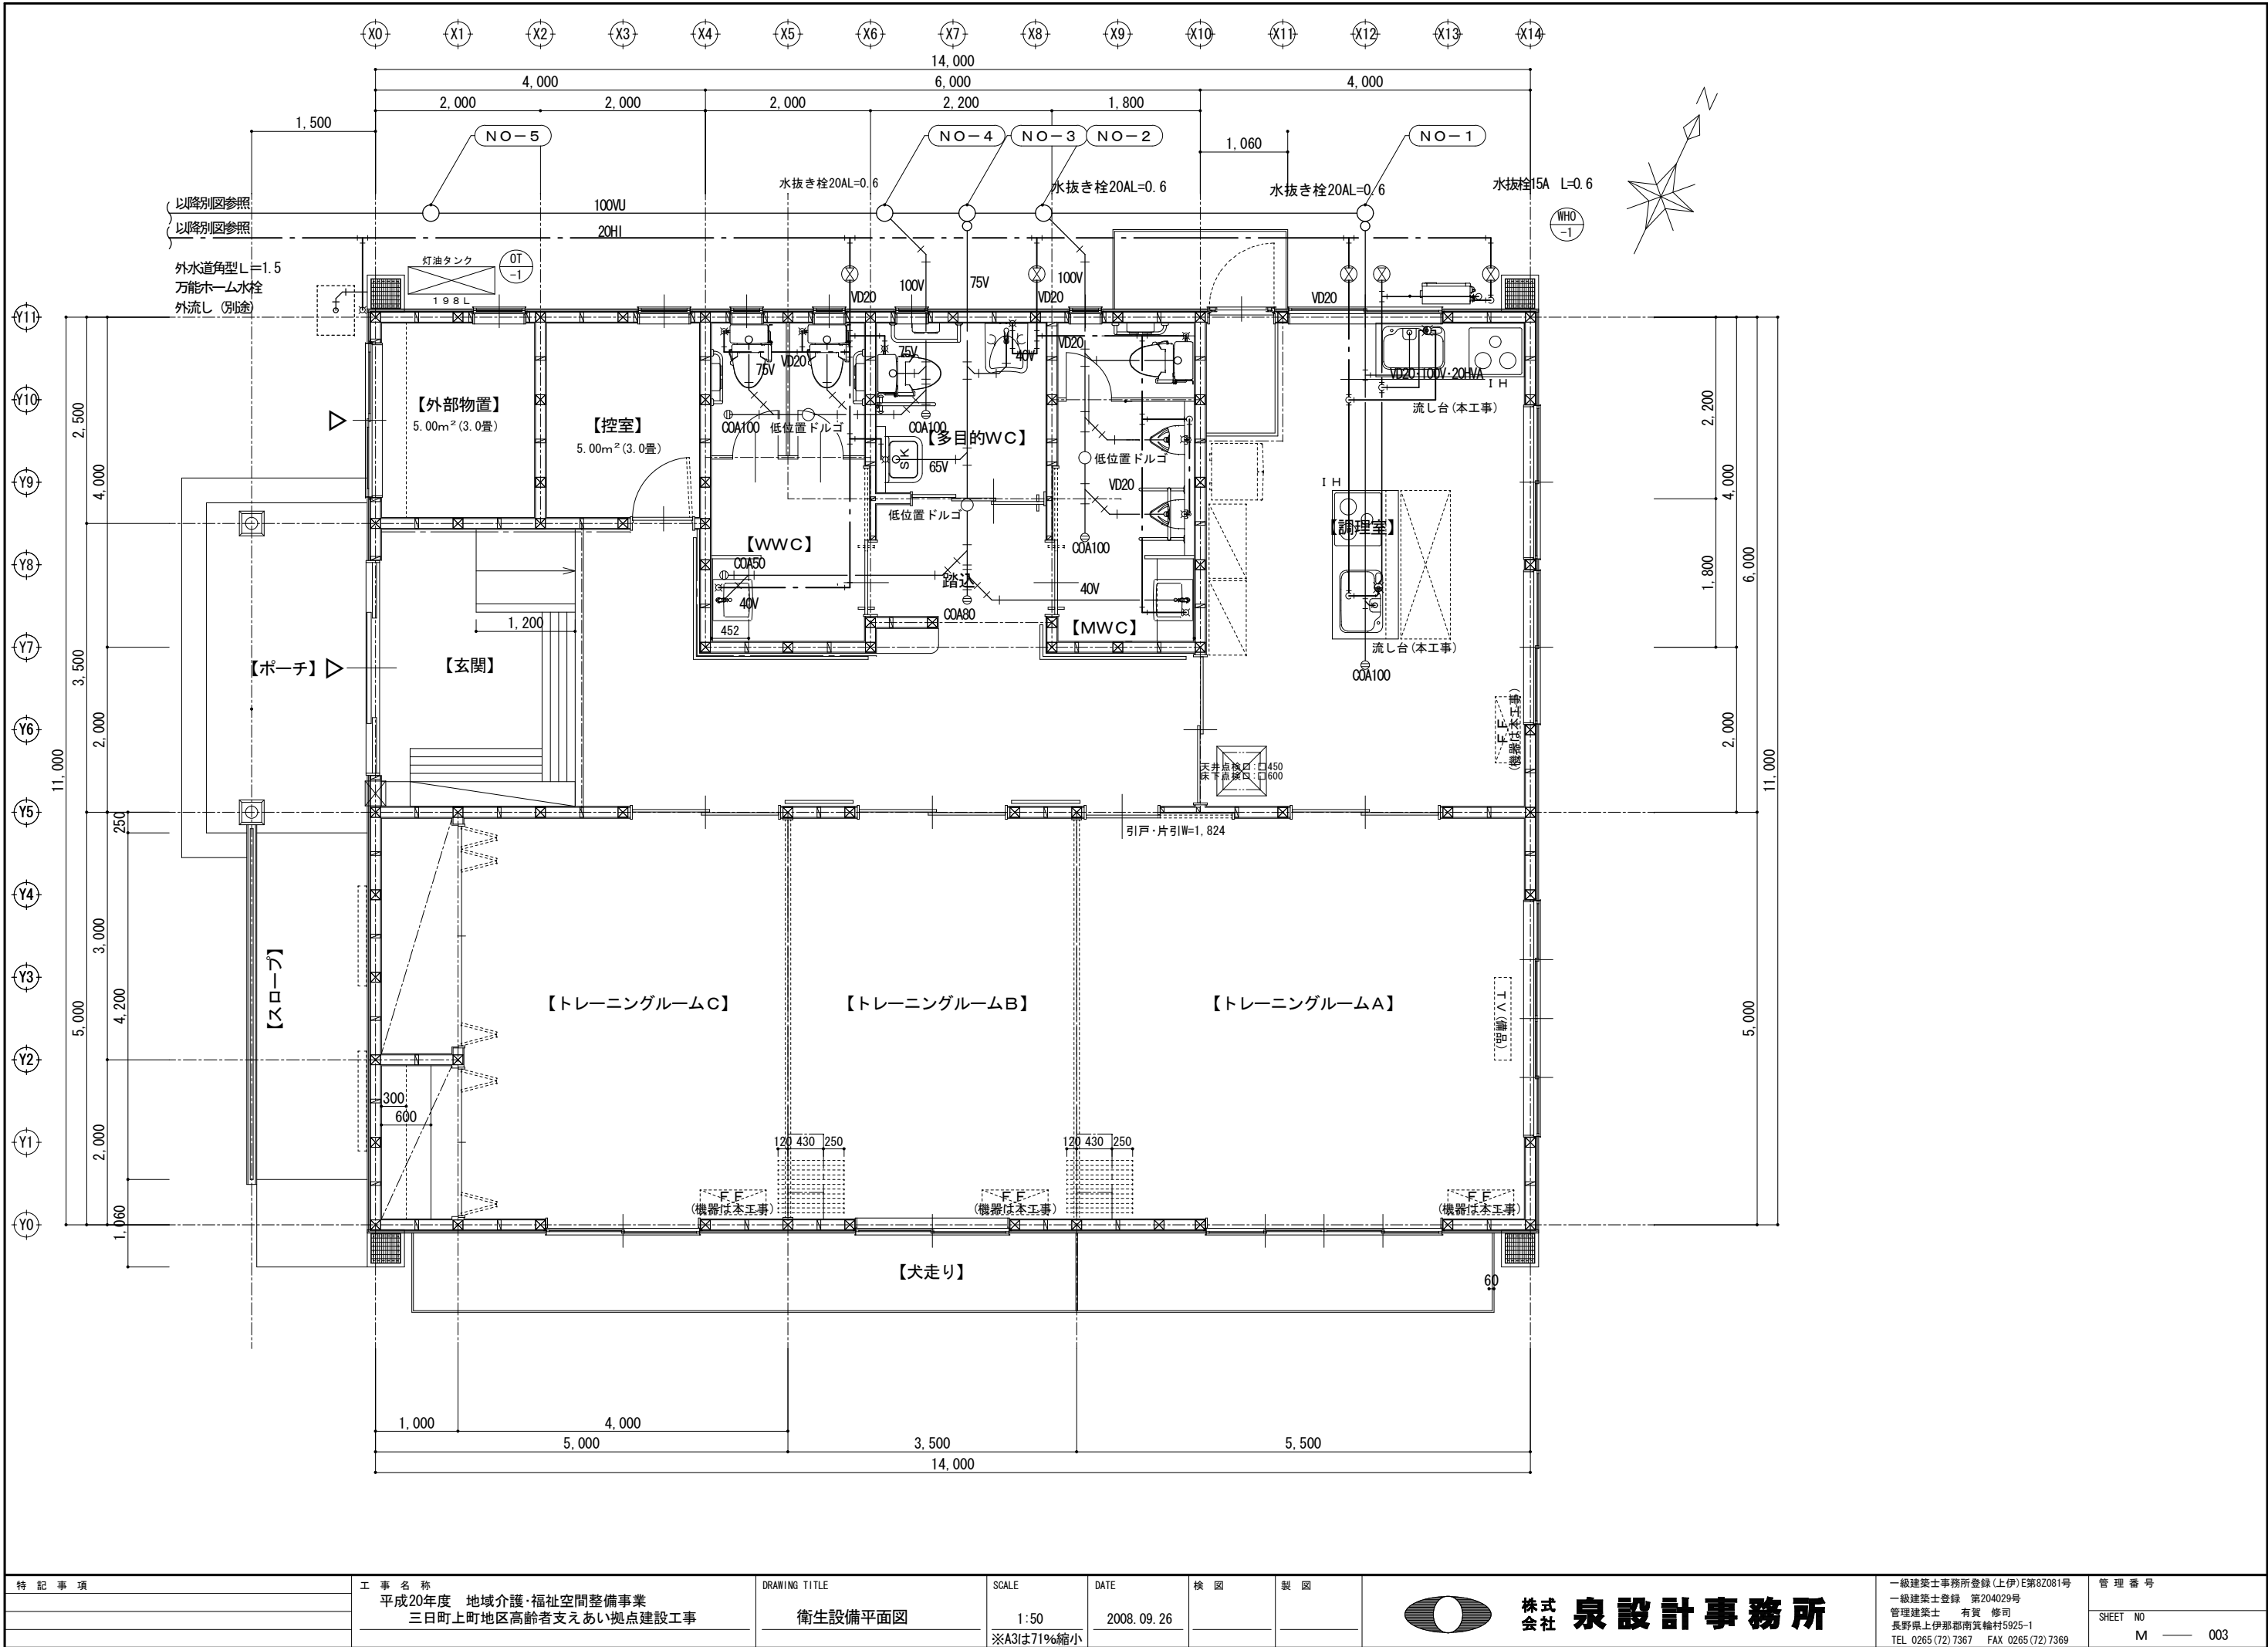 X0 X1 X2 X3 X4 X5 X6 X7 X8 X9 X10 X11 X12 X13 X14
14,000
4,000 6,000 4,000
2,000 2,000 2,000 2,200 1,800
1,500
NO-5 NO-4 NO-3 NO-2 NO-1
1,060
水抜き栓20AL=0.6
水抜き栓20AL=0.6
水抜き栓20AL=0.6
水抜栓15A L=0.6
N
以降別図参照
100VU
以降別図参照
20HI
WHO
-1
外水道角型L=1.5
万能ホーム水栓
外流し (別途)
灯油タンク
198L
OT
-1
VD20 100V 75V 100V VD20 VD20
Y11
Y10
Y9
Y8
Y7
Y6
Y5
Y4
Y3
Y2
Y1
Y0
【外部物置】
5.00m²(3.0畳)
【控室】
5.00m²(3.0畳)
75V VD20 75V 40V VD20
VD20・100V・20HVA
IH
流し台(本工事)
COA100 低位置ドルゴ COA100
【多目的WC】
SK
65V
低位置ドルゴ
VD20
低位置ドルゴ
IH
【調理室】
【WWC】
COA50
40V
452
踏込
COA80
COA100
40V
【MWC】
流し台(本工事)
COA100
1,200
【玄関】
【ポーチ】
FF
(機器は本工事)
天井点検口:□450
床下点検口:□600
引戸・片引W=1,824
2,500
4,000
3,500
2,000
11,000
250
3,000
4,200
5,000
2,000
1,060
2,200
4,000
1,800
6,000
2,000
11,000
5,000
【スロープ】
【トレーニングルームC】
【トレーニングルームB】
【トレーニングルームA】
TV(備品)
300
600
120 430 250
120 430 250
FF
(機器は本工事)
FF
(機器は本工事)
FF
(機器は本工事)
【犬走り】
60
1,000 4,000
5,000 3,500 5,500
14,000
特記事項
工事名称
平成20年度 地域介護・福祉空間整備事業
三日町上町地区高齢者支えあい拠点建設工事
DRAWING TITLE
衛生設備平面図
SCALE
1:50
※A3は71%縮小
DATE
2008.09.26
検図
製図
株式会社 泉設計事務所
一級建築士事務所登録(上伊)E第8Z081号
一級建築士登録 第204029号
管理建築士 有賀 修司
長野県上伊那郡南箕輪村5925-1
TEL 0265(72)7367 FAX 0265(72)7369
管理番号
SHEET NO
M — 003